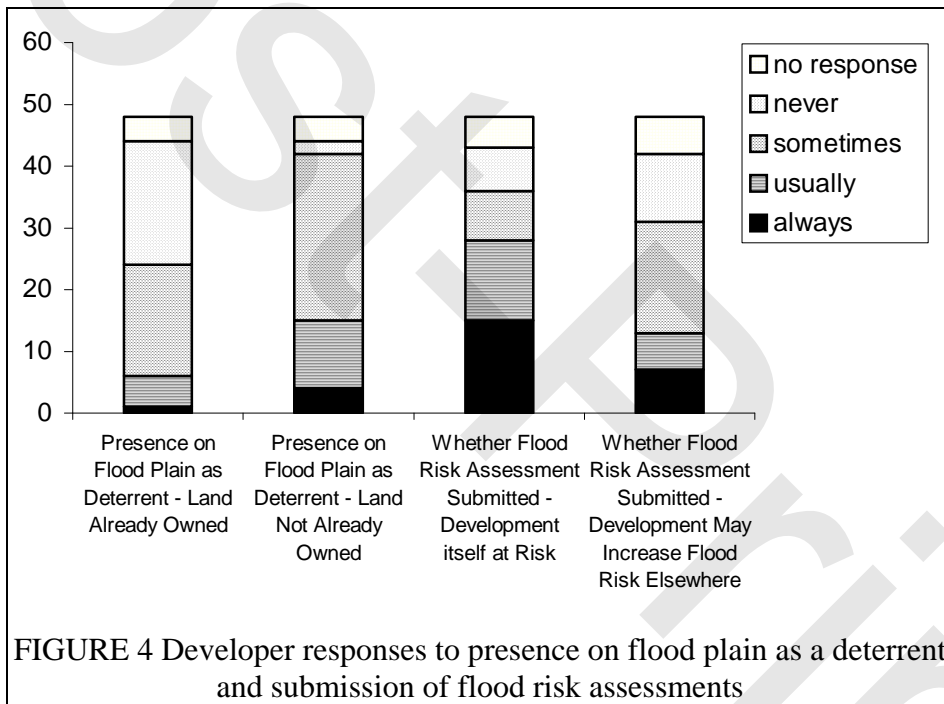 60
50
40
30
20
10
0
no response
never
sometimes
usually
always
Presence on
Flood Plain as
Deterrent - Land
Already Owned
Presence on
Flood Plain as
Deterrent - Land
Not Already
Owned
Whether Flood
Risk Assessment
Submitted -
Development
itself at Risk
Whether Flood
Risk Assessment
Submitted -
Development May
Increase Flood
Risk Elsewhere
FIGURE 4 Developer responses to presence on flood plain as a deterrent
and submission of flood risk assessments